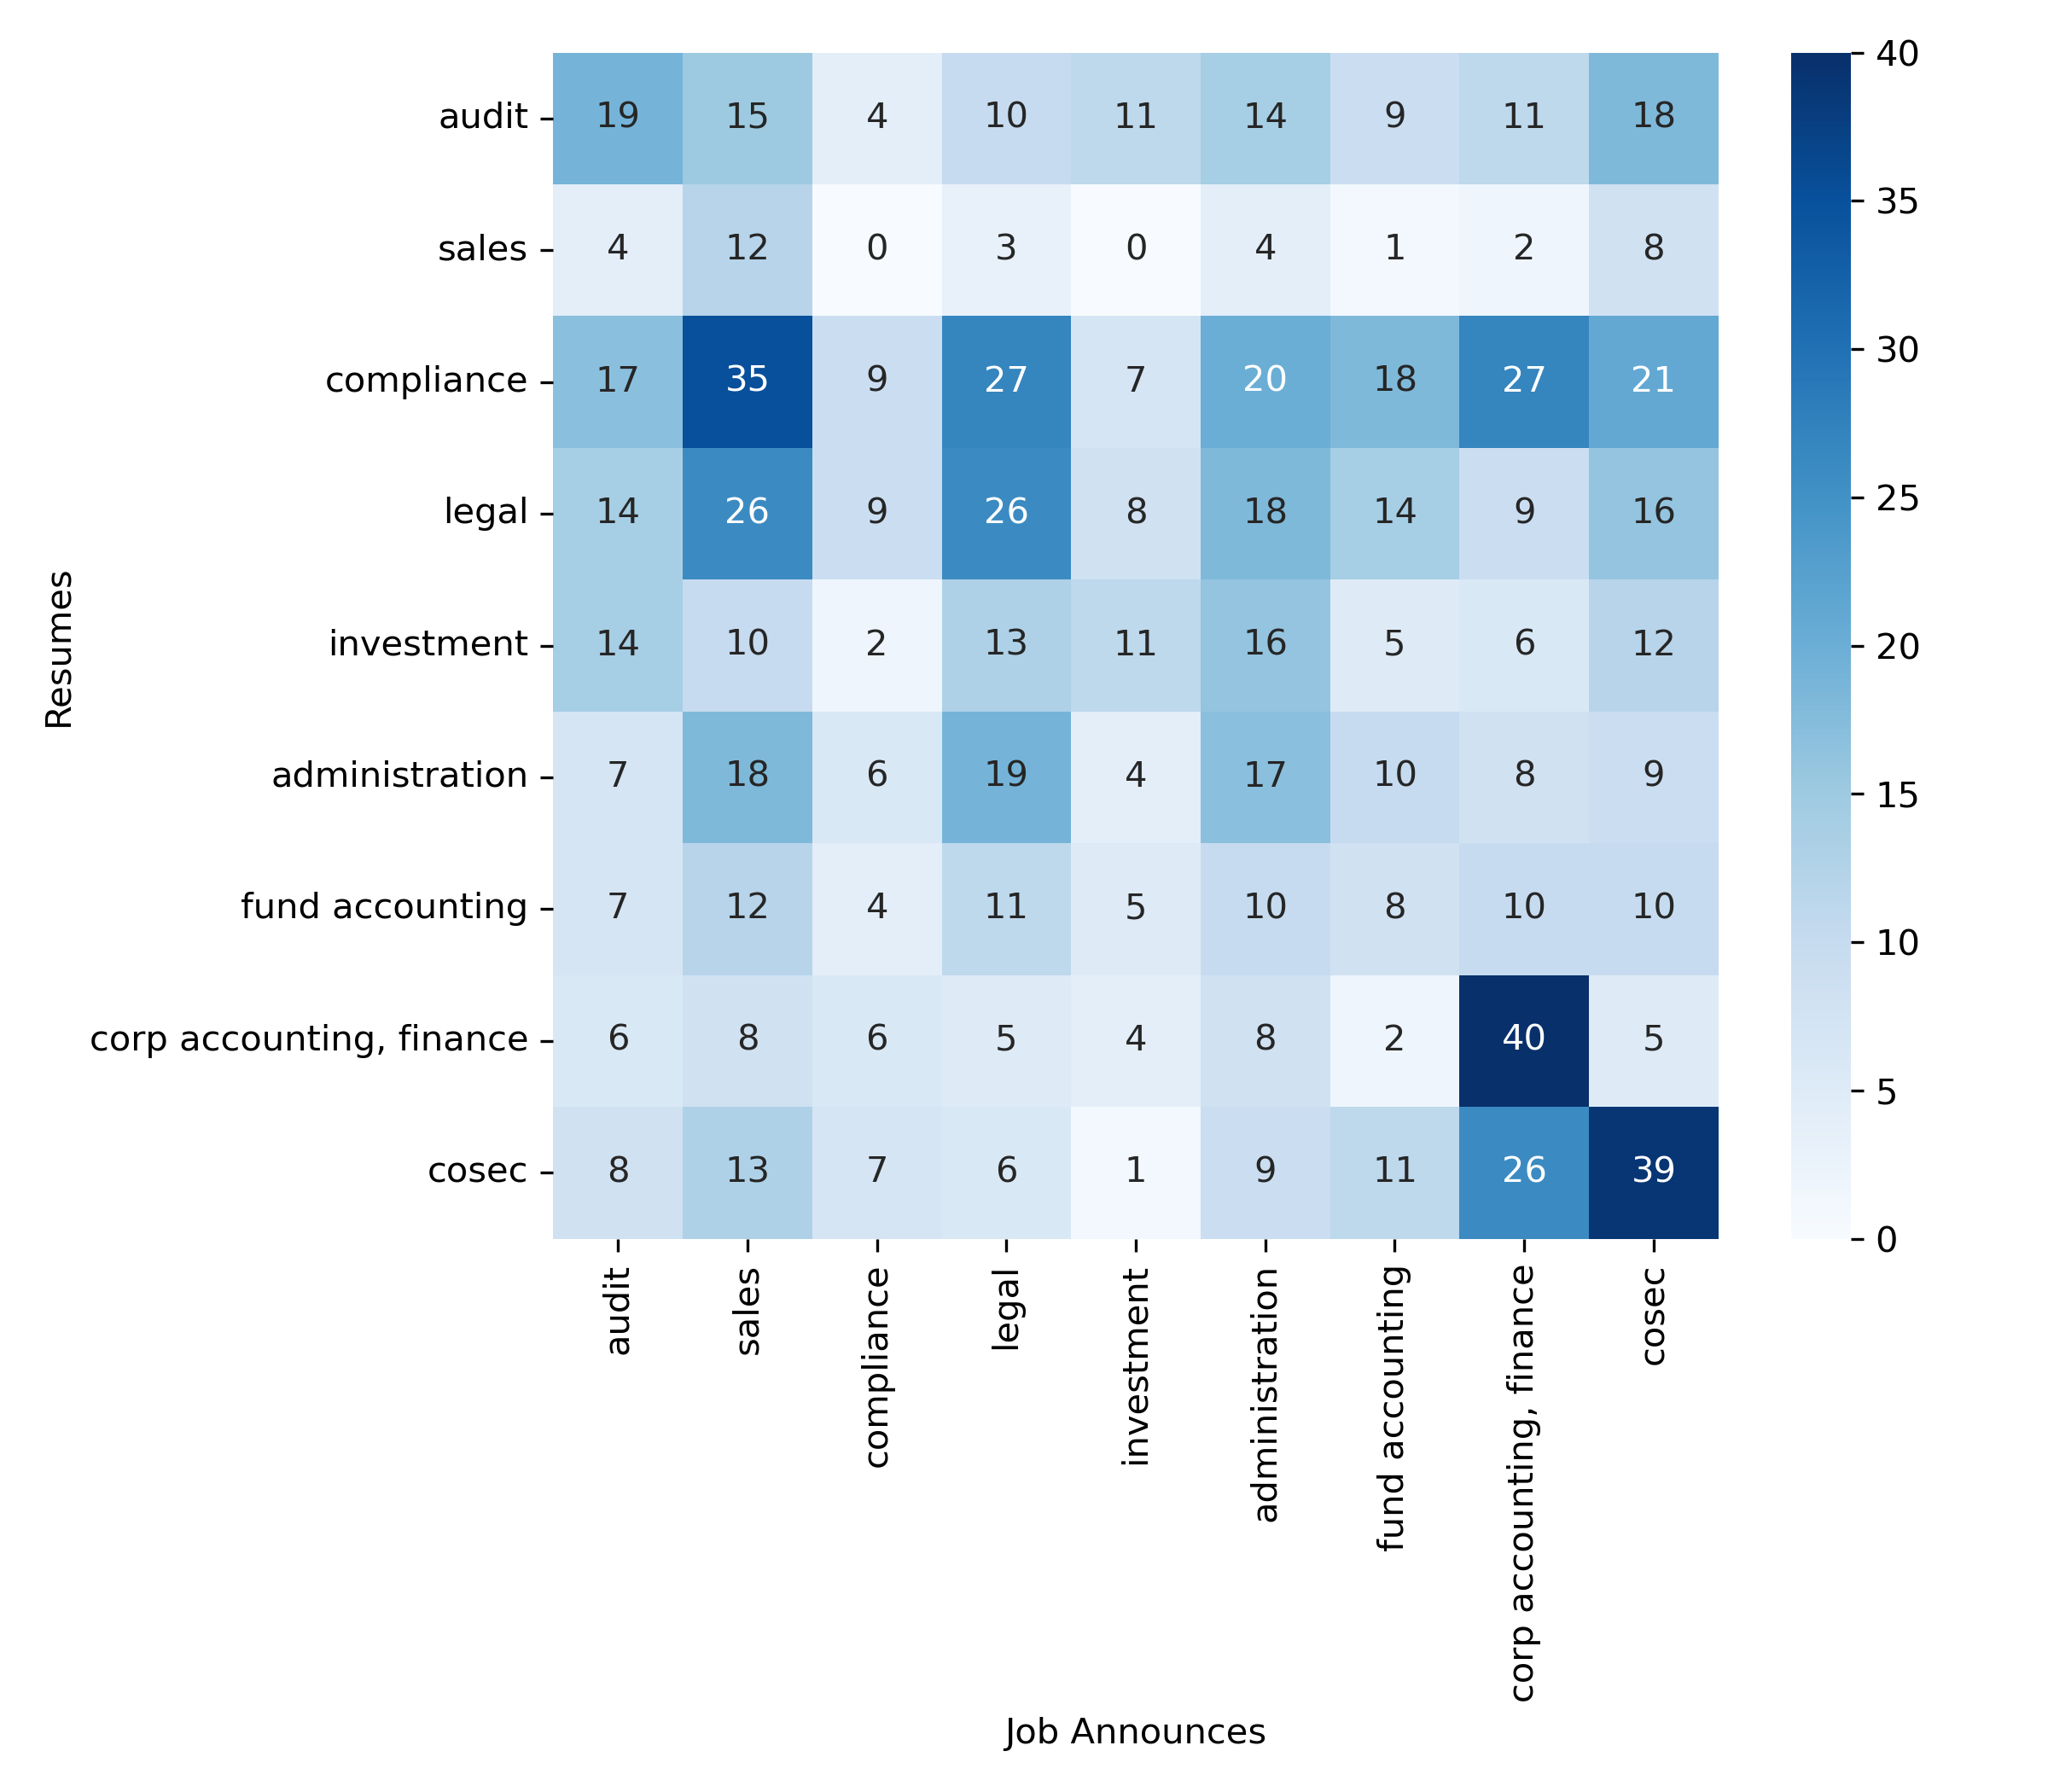 audit 19 15 4 10 11 14 9 11 18
sales 4 12 0 3 0 4 1 2 8
compliance 17 35 9 27 7 20 18 27 21
legal 14 26 9 26 8 18 14 9 16
investment 14 10 2 13 11 16 5 6 12
administration 7 18 6 19 4 17 10 8 9
fund accounting 7 12 4 11 5 10 8 10 10
corp accounting, finance 6 8 6 5 4 8 2 40 5
cosec 8 13 7 6 1 9 11 26 39
Resumes
audit
sales
compliance
legal
investment
administration
fund accounting
corp accounting, finance
cosec
Job Announces
40
35
30
25
20
15
10
5
0